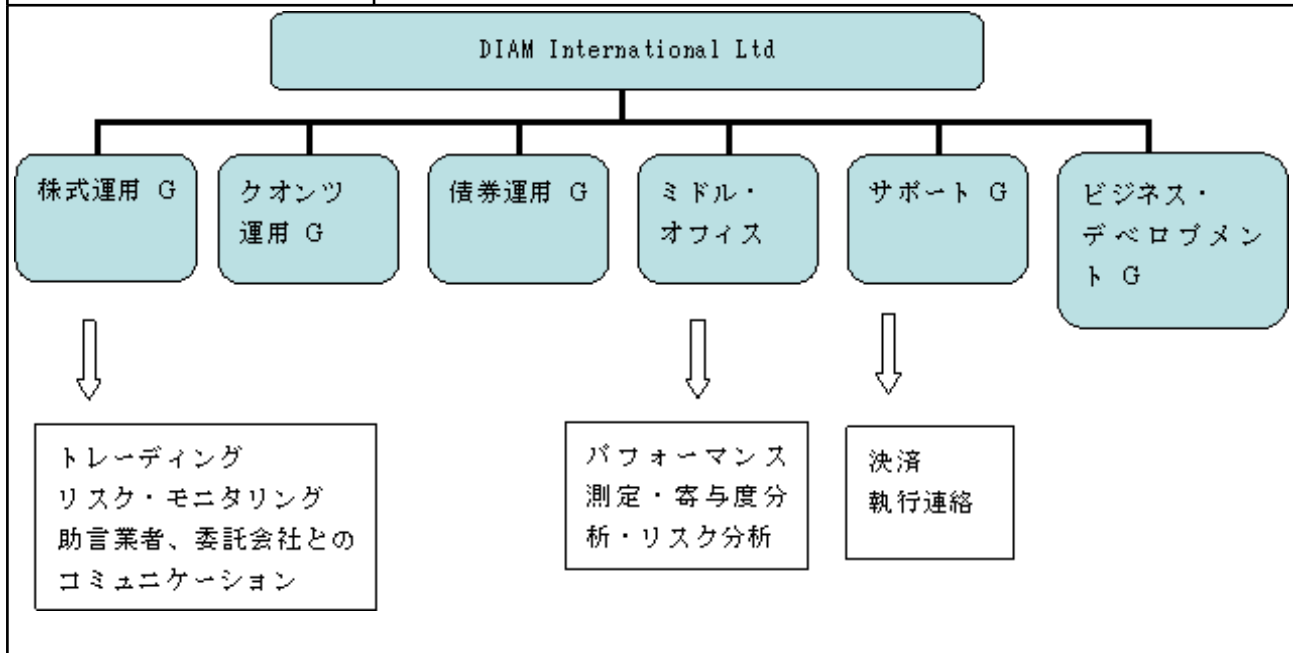 DIAM International Ltd
株式運用 G
クオンツ
運用 G
債券運用 G
ミドル・
オフィス
サポート G
ビジネス・
デベロプメン
ト G
トレーディング
リスク・モニタリング
助言業者、委託会社との
コミュニケーション
パフォーマンス
測定・寄与度分
析・リスク分析
決済
執行連絡